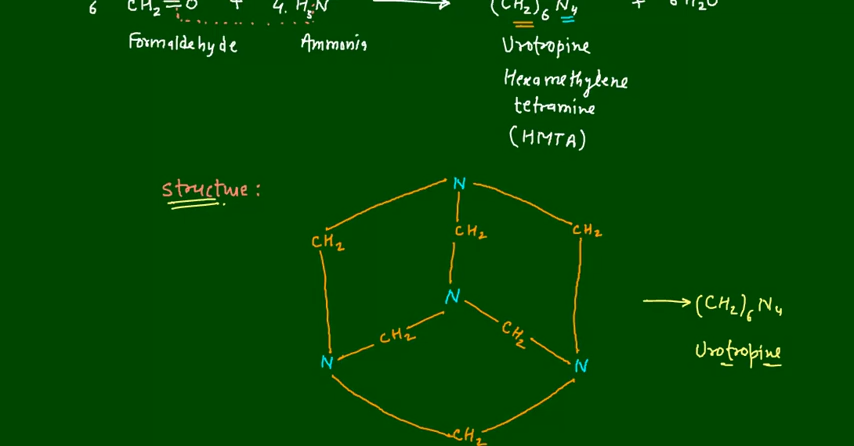 6 CH₂=O + 4. H₃N ⟶ (CH₂)₆ N₄ + 6H₂O
Formaldehyde Ammonia Urotropine
Hexamethylene
tetramine
(HMTA)
Structure:
N
CH₂ CH₂ CH₂
N
⟶ (CH₂)₆ N₄
CH₂ CH₂
Urotropine
N N
CH₂